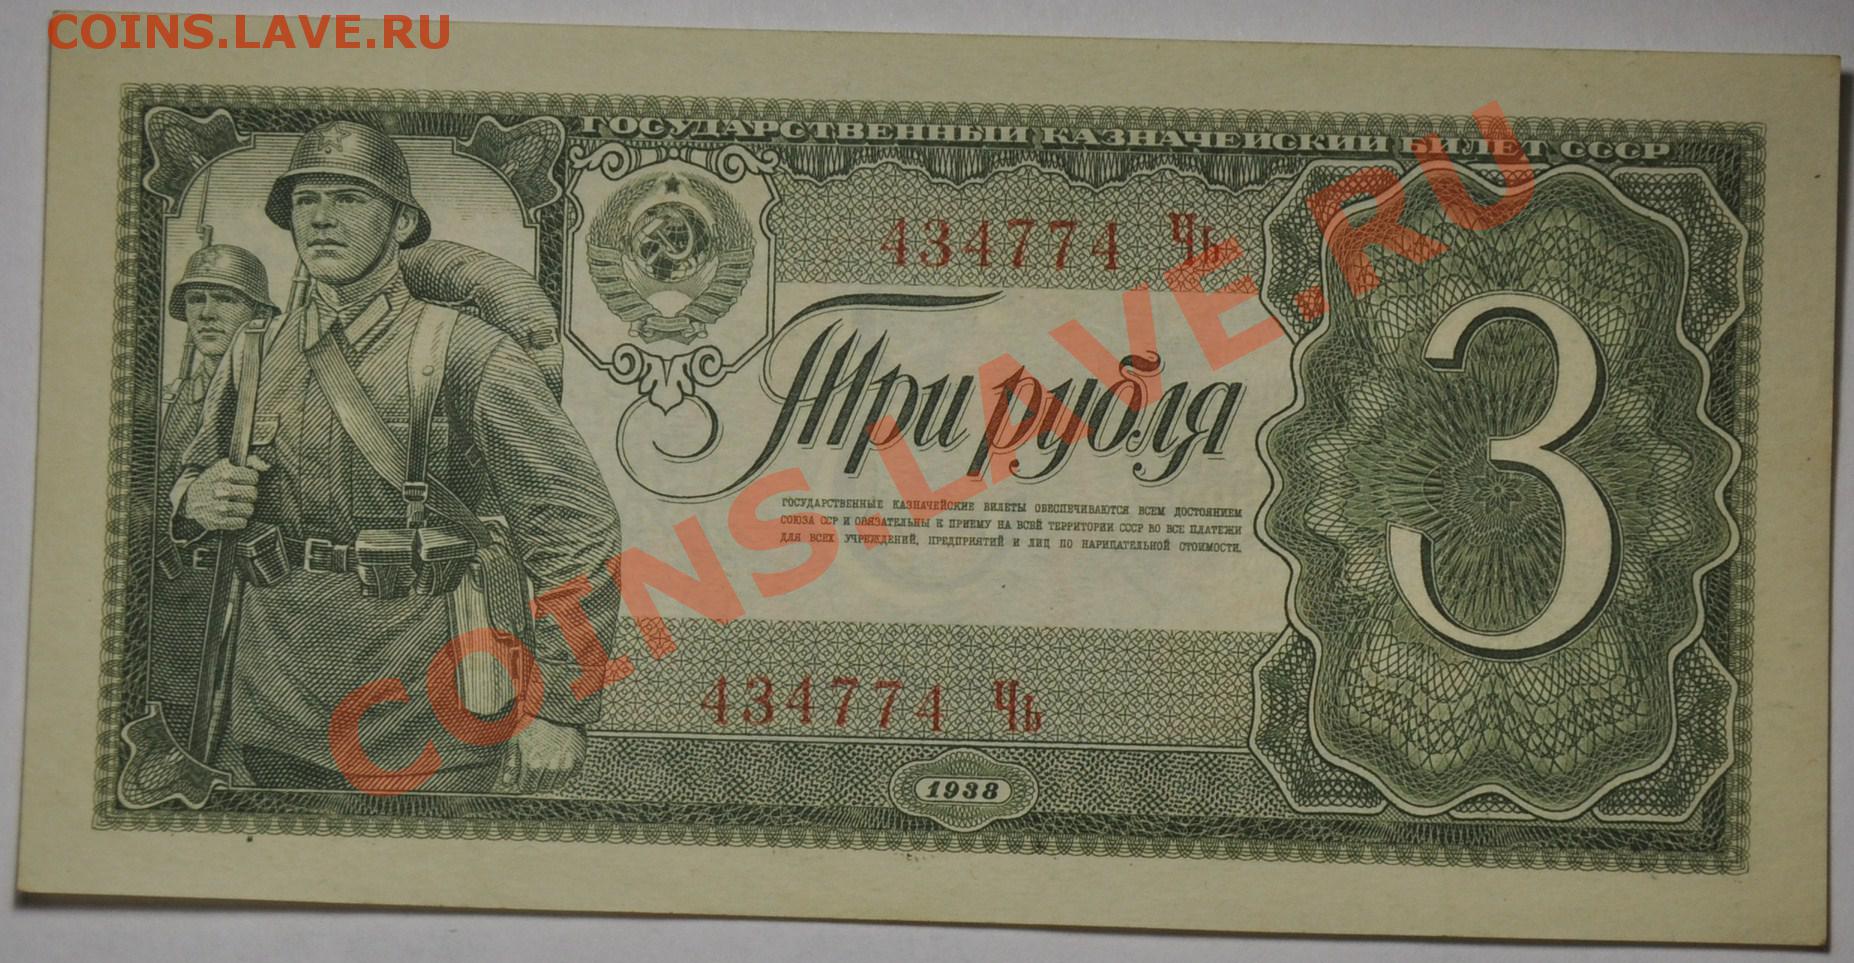 COINS.LAVE.RU
ГОСУДАРСТВЕННЫЙ КАЗНАЧЕЙСКИЙ БИЛЕТ СССР
434774 Чь
Три рубля
3
ГОСУДАРСТВЕННЫЕ КАЗНАЧЕЙСКИЕ БИЛЕТЫ ОБЕСПЕЧИВАЮТСЯ ВСЕМ ДОСТОЯНИЕМ
СОЮЗА ССР И ОБЯЗАТЕЛЬНЫ К ПРИЕМУ НА ВСЕЙ ТЕРРИТОРИИ СССР ВО ВСЕ ПЛАТЕЖИ
ДЛЯ ВСЕХ УЧРЕЖДЕНИЙ, ПРЕДПРИЯТИЙ И ЛИЦ ПО НАРИЦАТЕЛЬНОЙ СТОИМОСТИ.
COINS.LAVE.RU
434774 Чь
1938